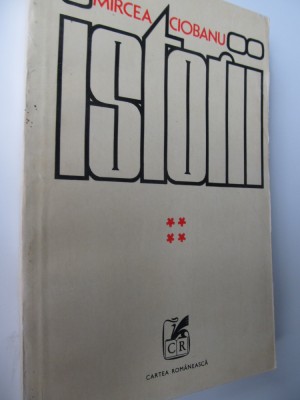 MIRCEA CIOBANU
istorii
CR
CARTEA ROMÂNEASCĂ